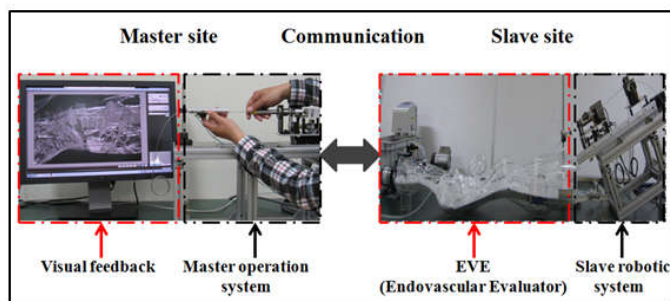 Master site Communication Slave site
Visual feedback Master operation system EVE (Endovascular Evaluator) Slave robotic system